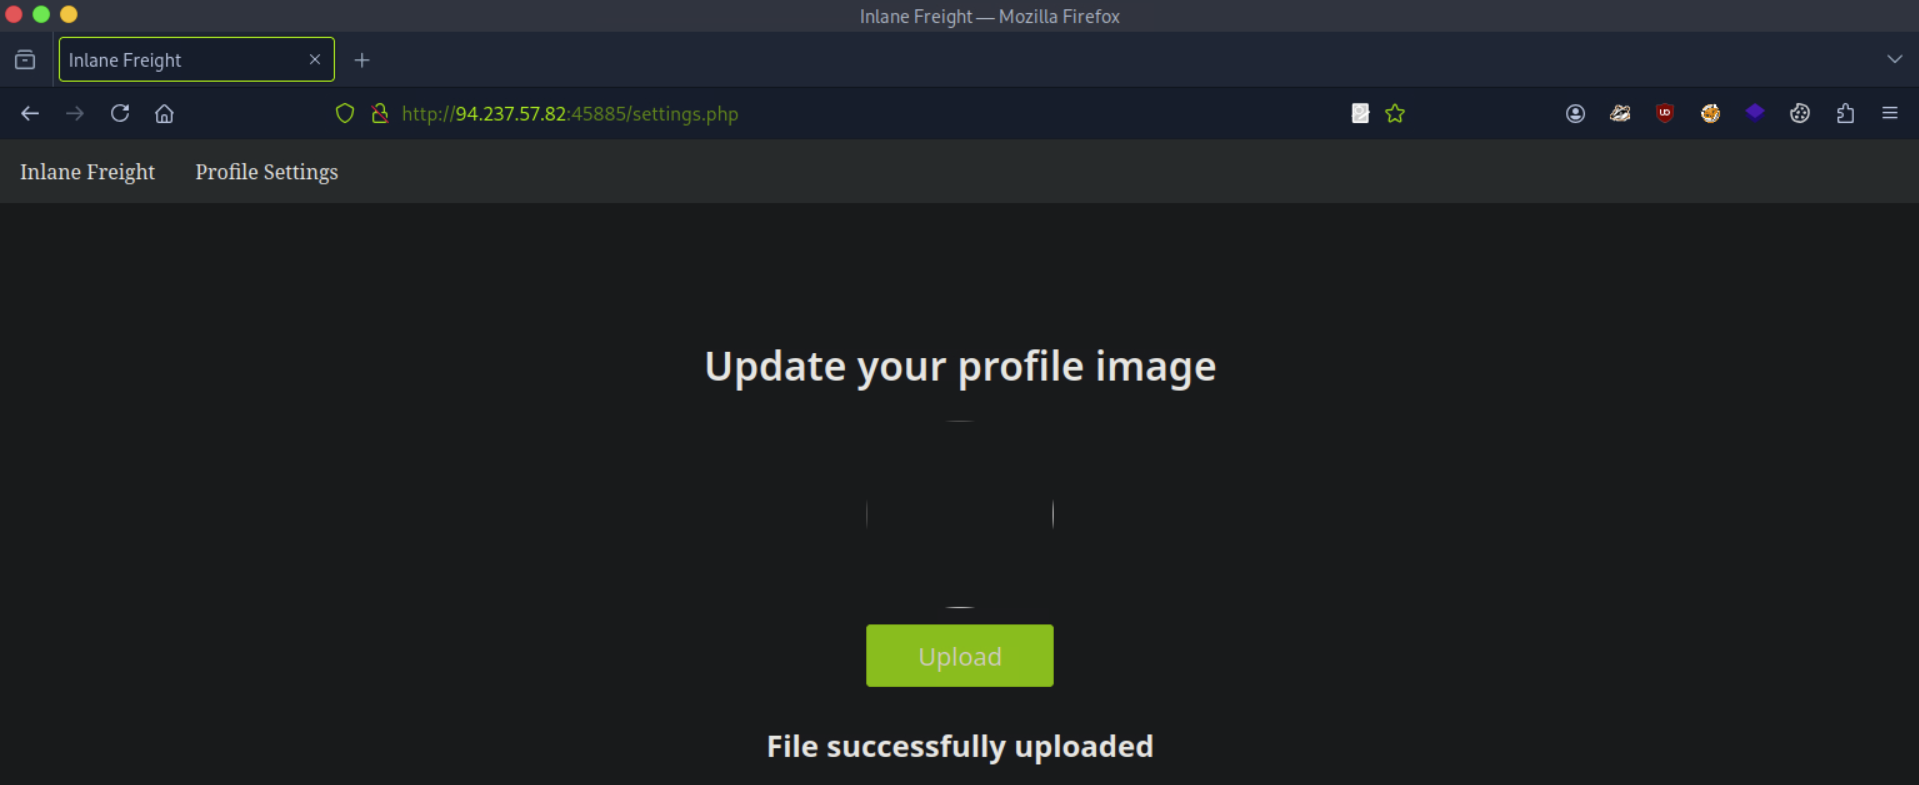 Inlane Freight — Mozilla Firefox
Inlane Freight
http://94.237.57.82:45885/settings.php
Inlane Freight Profile Settings
Update your profile image
Upload
File successfully uploaded